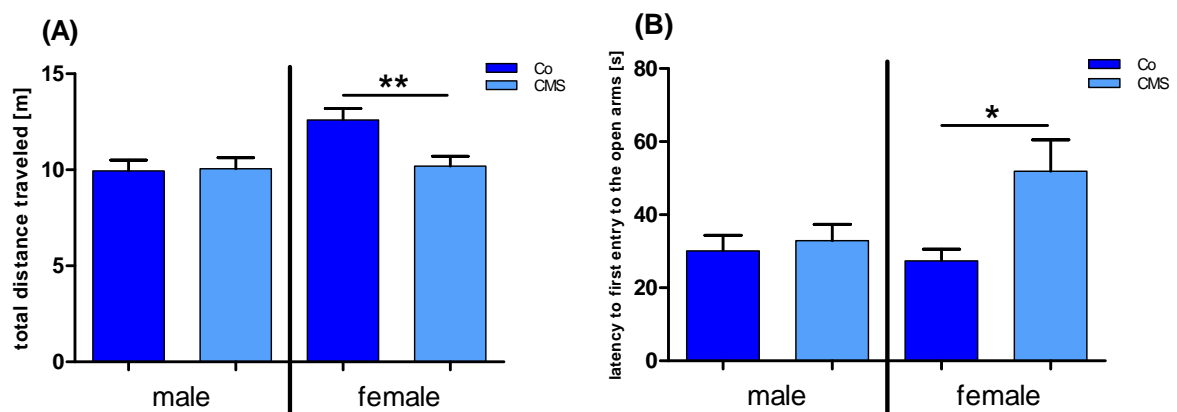 (A)
total distance traveled [m]
15
10
5
0
Co
CMS
**
male female
(B)
latency to first entry to the open arms [s]
80
60
40
20
0
Co
CMS
*
male female